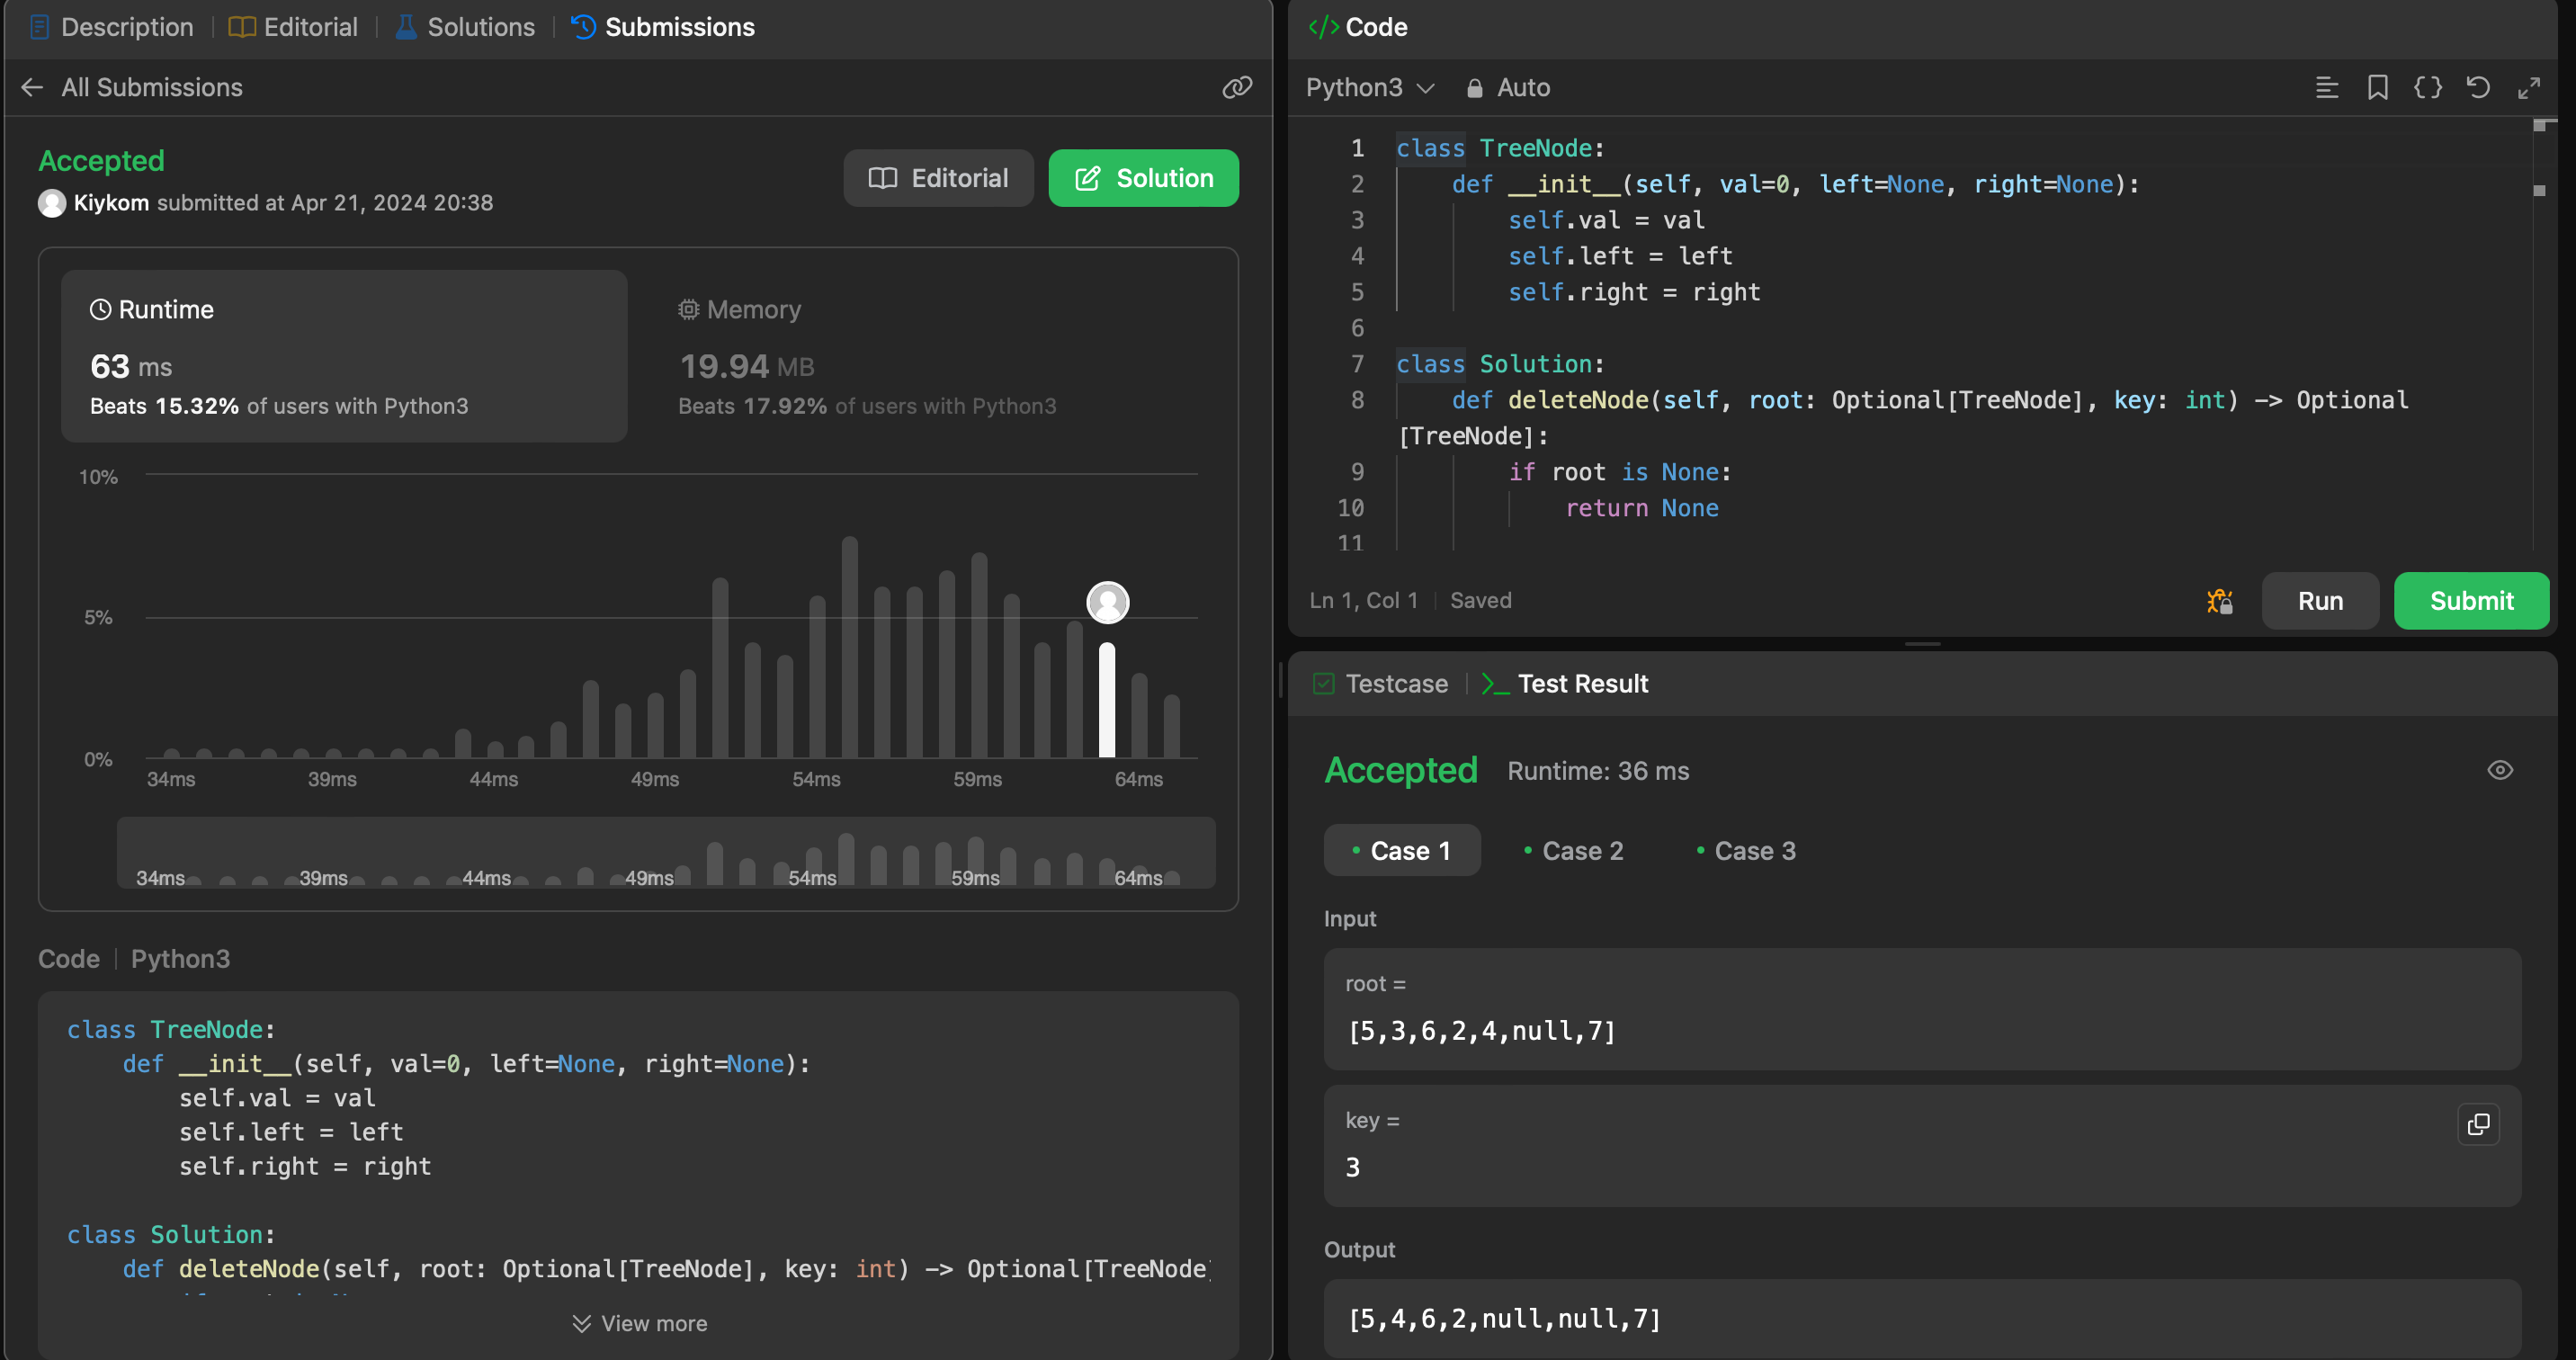 Description | Editorial | Solutions | Submissions
All Submissions
Accepted
Kiykom submitted at Apr 21, 2024 20:38
Editorial
Solution
Runtime
63 ms
Beats 15.32% of users with Python3
Memory
19.94 MB
Beats 17.92% of users with Python3
10%
5%
0%
34ms 39ms 44ms 49ms 54ms 59ms 64ms
34ms 39ms 44ms 49ms 54ms 59ms 64ms
Code | Python3
class TreeNode:
    def __init__(self, val=0, left=None, right=None):
        self.val = val
        self.left = left
        self.right = right

class Solution:
    def deleteNode(self, root: Optional[TreeNode], key: int) -> Optional[TreeNode]
View more
</> Code
Python3 Auto
1 class TreeNode:
2     def __init__(self, val=0, left=None, right=None):
3         self.val = val
4         self.left = left
5         self.right = right
6
7 class Solution:
8     def deleteNode(self, root: Optional[TreeNode], key: int) -> Optional
[TreeNode]:
9         if root is None:
10             return None
11
Ln 1, Col 1 | Saved
Run
Submit
Testcase | >_ Test Result
Accepted Runtime: 36 ms
• Case 1 • Case 2 • Case 3
Input
root =
[5,3,6,2,4,null,7]
key =
3
Output
[5,4,6,2,null,null,7]